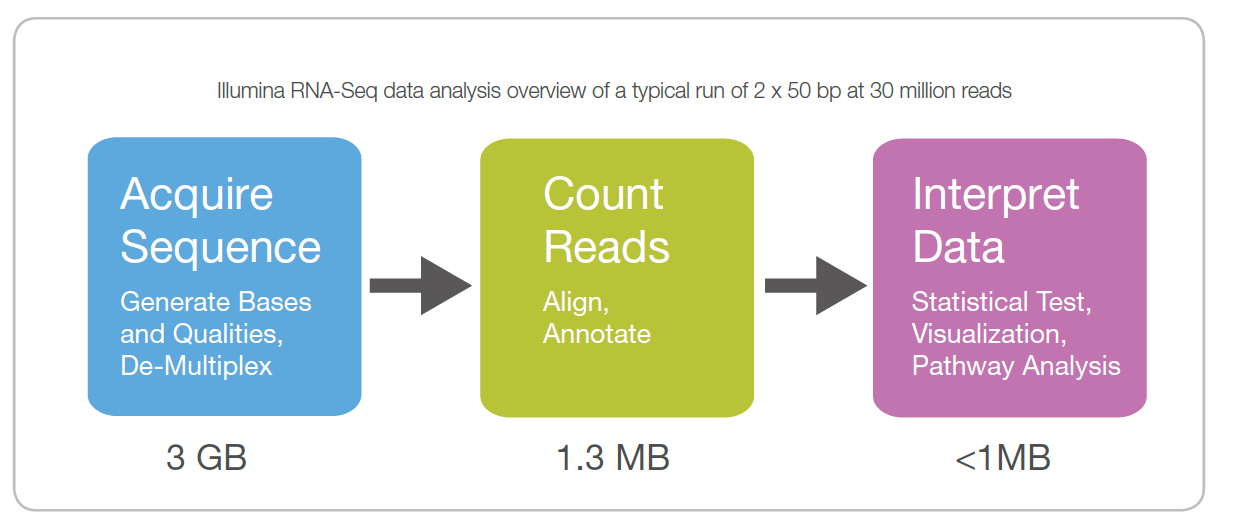 Illumina RNA-Seq data analysis overview of a typical run of 2 x 50 bp at 30 million reads
Acquire
Sequence
Generate Bases
and Qualities,
De-Multiplex
3 GB
Count
Reads
Align,
Annotate
1.3 MB
Interpret
Data
Statistical Test,
Visualization,
Pathway Analysis
<1MB